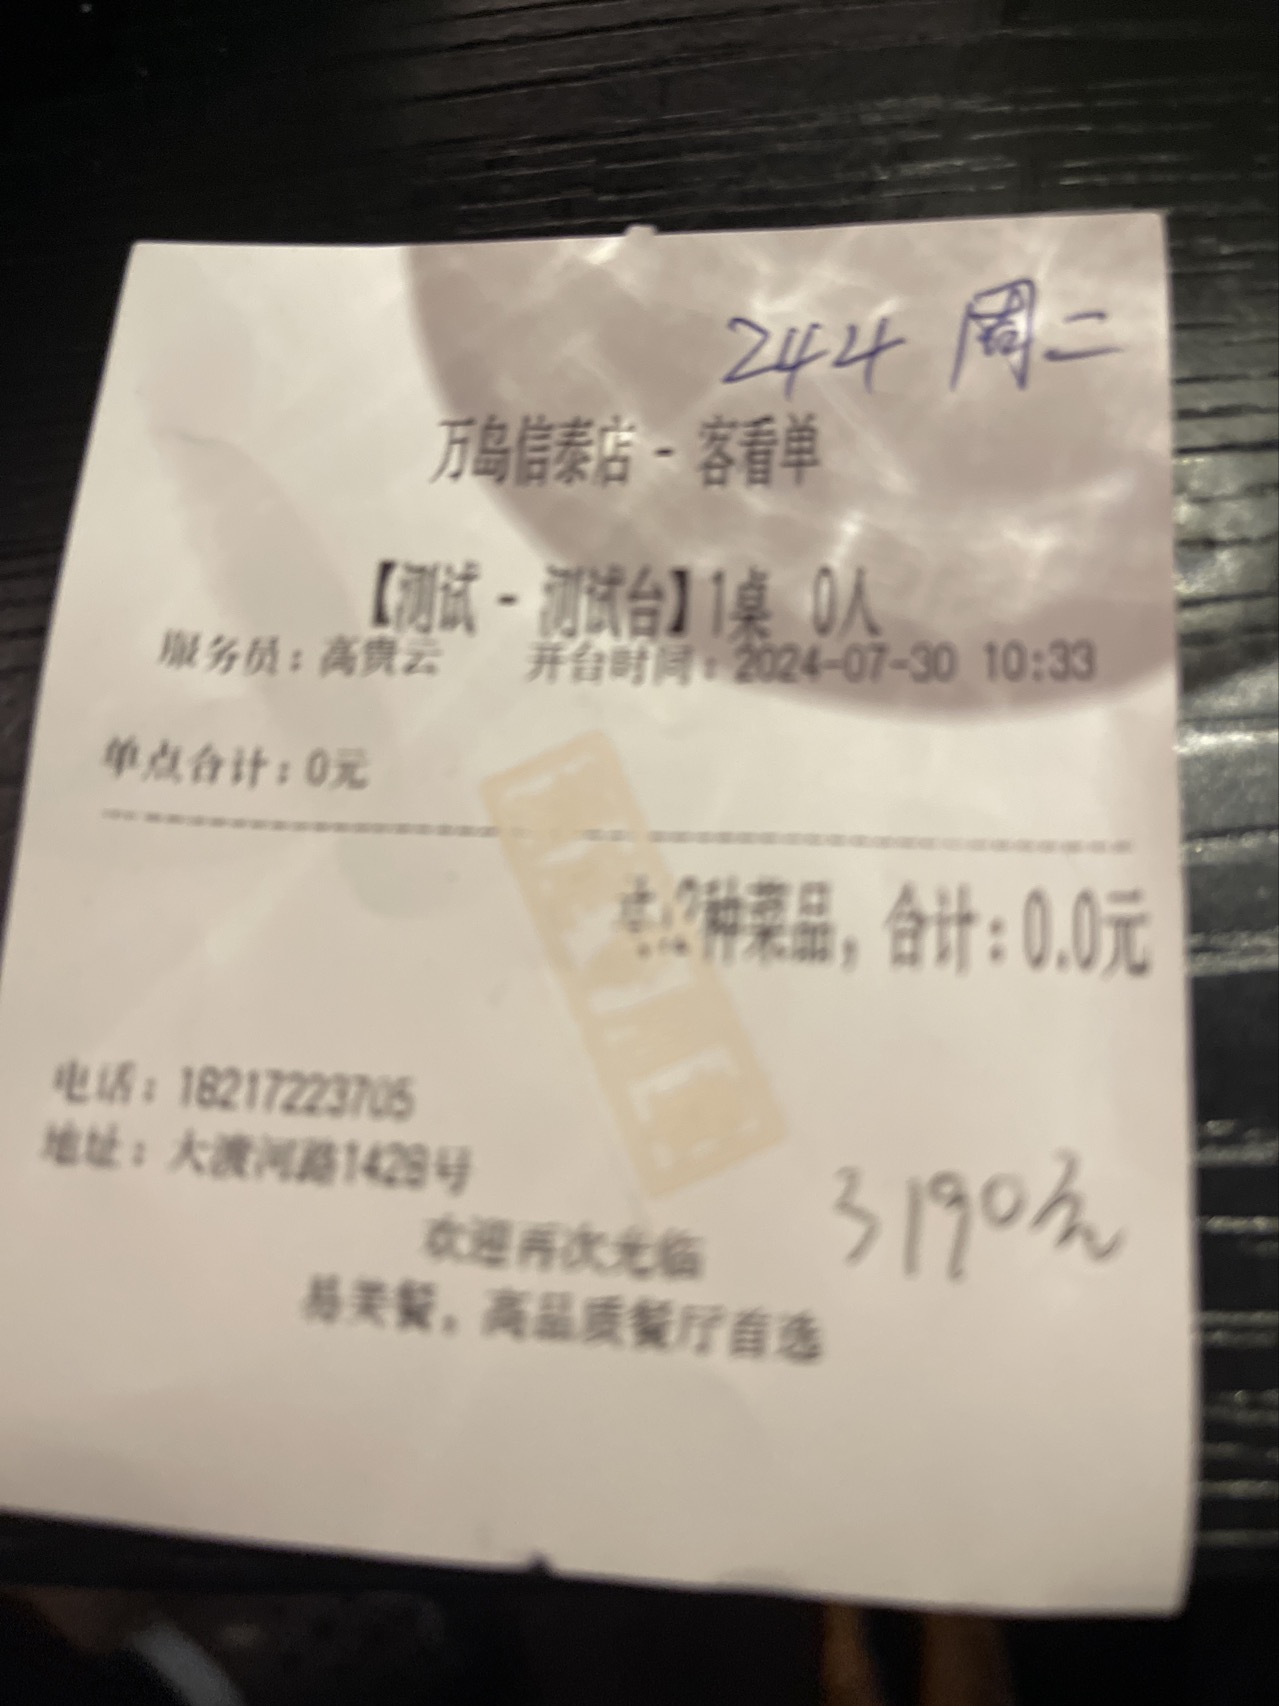 244 周二
万岛信泰店 - 客看单
【测试 - 测试台】1桌 0人
服务员：高贵云 开台时间：2024-07-30 10:33
单点合计：0元
种菜品，合计：0.0元
电话：18217223705
地址：大渡河路1428号
3190元
欢迎再次光临
易美餐，高品质餐厅首选